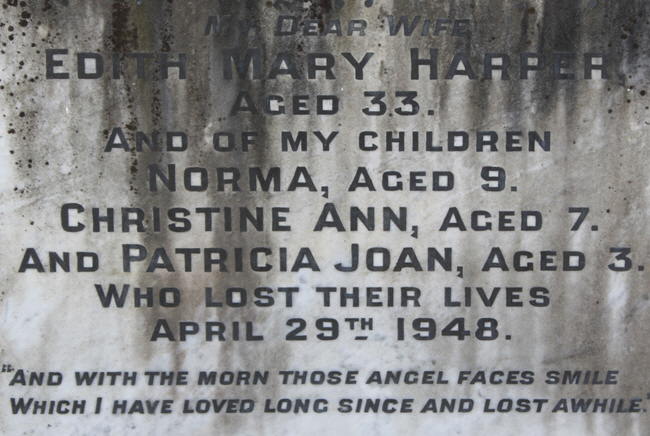 My Dear Wife
Edith Mary Harper
Aged 33.
And of my children
Norma, Aged 9.
Christine Ann, Aged 7.
And Patricia Joan, Aged 3.
Who lost their lives
April 29th 1948.
"And with the morn those angel faces smile
Which I have loved long since and lost awhile."